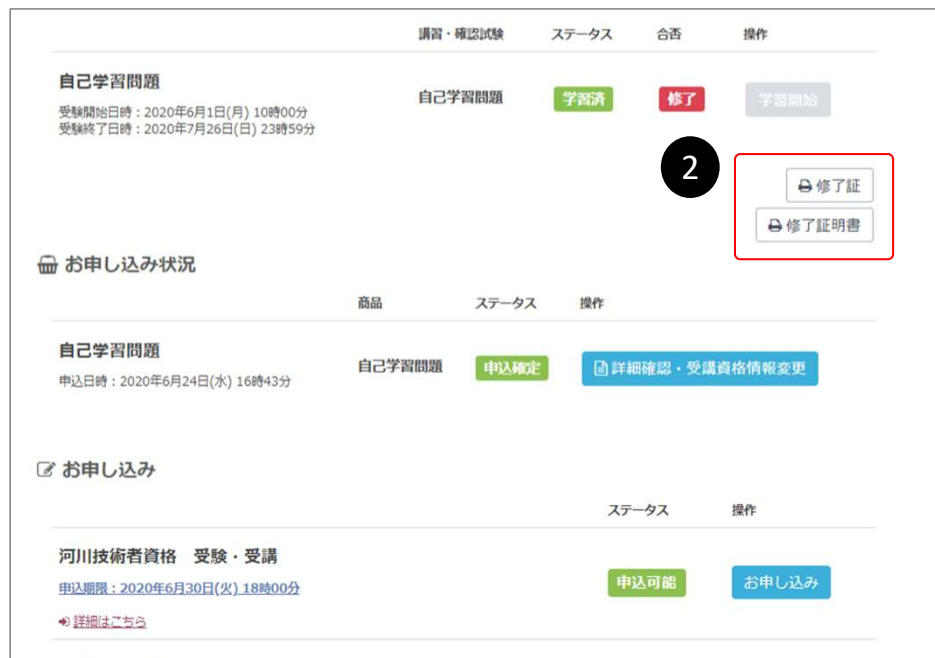 講習・確認試験 ステータス 合否 操作
自己学習問題
受験開始日時：2020年6月1日(月) 10時00分
受験終了日時：2020年7月26日(日) 23時59分
自己学習問題 学習済 修了 学習開始
2
修了証
修了証明書
お申し込み状況
商品 ステータス 操作
自己学習問題
申込日時：2020年6月24日(水) 16時43分
自己学習問題 申込確定 詳細確認・受講資格情報変更
お申し込み
ステータス 操作
河川技術者資格　受験・受講
申込期限：2020年6月30日(火) 18時00分
申込可能 お申し込み
詳細はこちら